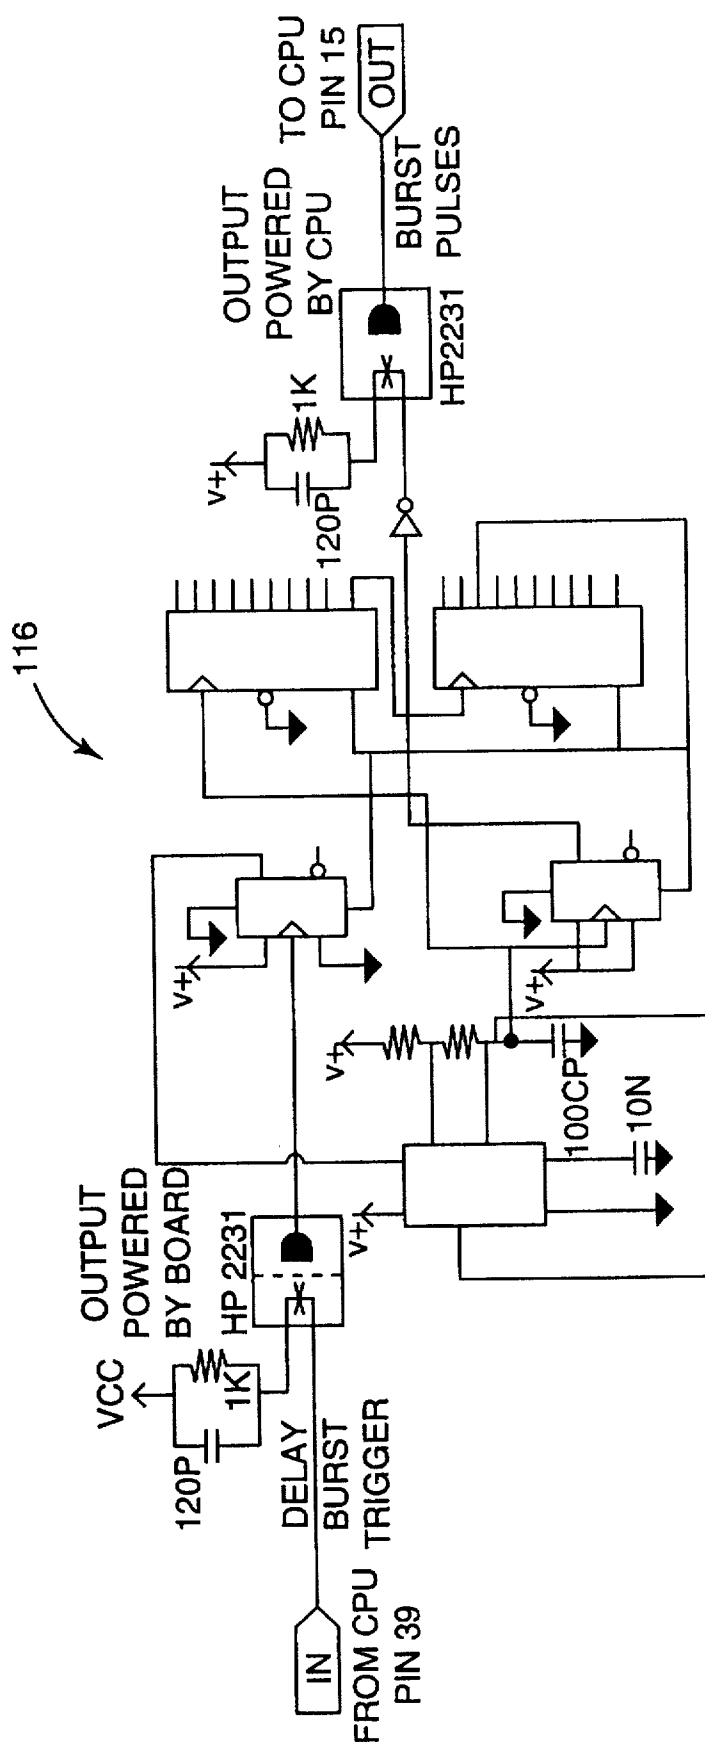 116
IN
FROM CPU
PIN 39
DELAY
BURST
TRIGGER
120P
1K
VCC
OUTPUT
POWERED
BY BOARD
HP 2231
V+
V+
V+
V+
100CP
10N
V+
120P
1K
HP2231
OUTPUT
POWERED
BY CPU
BURST
PULSES
TO CPU
PIN 15
OUT